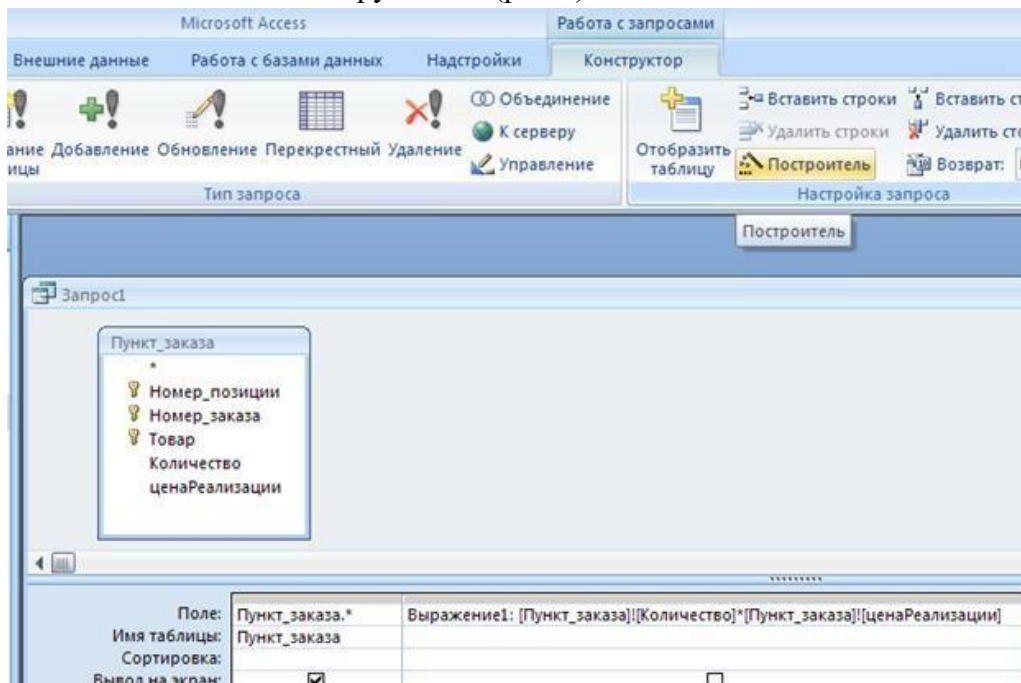 Microsoft Access
Работа с запросами
Внешние данные Работа с базами данных Надстройки Конструктор
Добавление Обновление Перекрестный Удаление
Объединение
К серверу
Управление
Тип запроса
Отобразить
таблицу
Вставить строки
Удалить строки
Построитель
Вставить ст
Удалить сто
Возврат:
Настройка запроса
Построитель
Запрос1
Пункт_заказа
*
Номер_позиции
Номер_заказа
Товар
Количество
ценаРеализации
Поле: Пункт_заказа.* Выражение1: [Пункт_заказа]![Количество]*[Пункт_заказа]![ценаРеализации]
Имя таблицы: Пункт_заказа
Сортировка:
Вывод на экран: